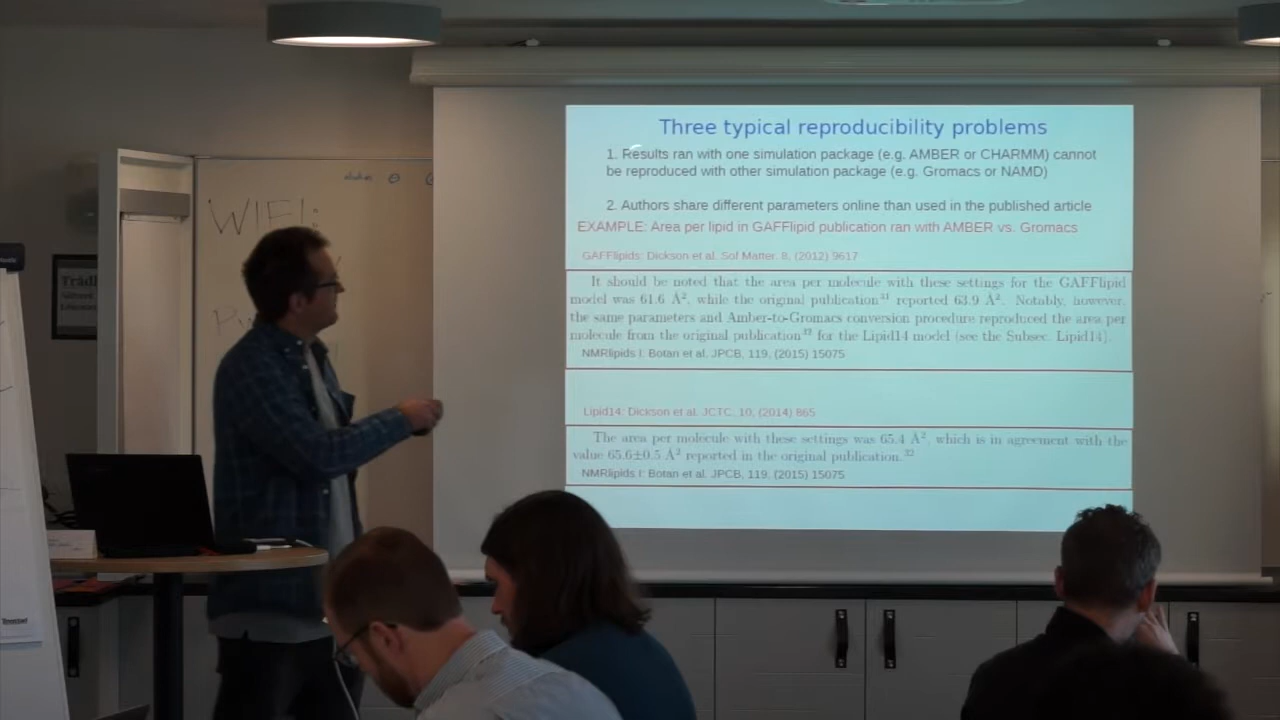 Three typical reproducibility problems
1. Results ran with one simulation package (e.g. AMBER or CHARMM) cannot
be reproduced with other simulation package (e.g. Gromacs or NAMD)
2. Authors share different parameters online than used in the published article
EXAMPLE: Area per lipid in GAFFlipid publication ran with AMBER vs. Gromacs
GAFFlipids: Dickson et al. Sof Matter. 8, (2012) 9617
It should be noted that the area per molecule with these settings for the GAFFlipid
model was 61.6 Å², while the original publication³¹ reported 63.9 Å². Notably, however,
the same parameters and Amber-to-Gromacs conversion procedure reproduced the area per
molecule from the original publication³² for the Lipid14 model (see the Subsec. Lipid14).
NMRlipids I: Botan et al. JPCB, 119, (2015) 15075
Lipid14: Dickson et al. JCTC, 10, (2014) 865
The area per molecule with these settings was 65.4 Å², which is in agreement with the
value 65.6±0.5 Å² reported in the original publication.³²
NMRlipids I: Botan et al. JPCB, 119, (2015) 15075
WIFI: